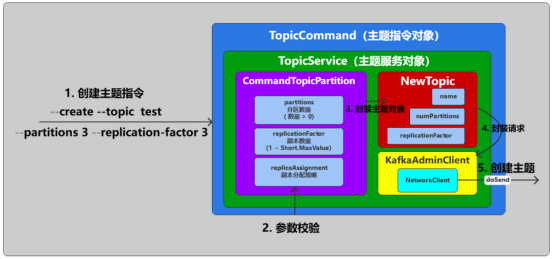 TopicCommand（主题指令对象）
TopicService（主题服务对象）
1. 创建主题指令
--create --topic test
--partitions 3 --replication-factor 3
CommandTopicPartition
partitions
分区数量
（数量 > 0）
replicationFactor
副本数量
(1 ~ Short.MaxValue)
replicaAssignment
副本分配策略
2. 参数校验
3. 封装主题对象
NewTopic
name
numPartitions
replicationFactor
4. 封装请求
KafkaAdminClient
NetworkClient
5. 创建主题
doSend